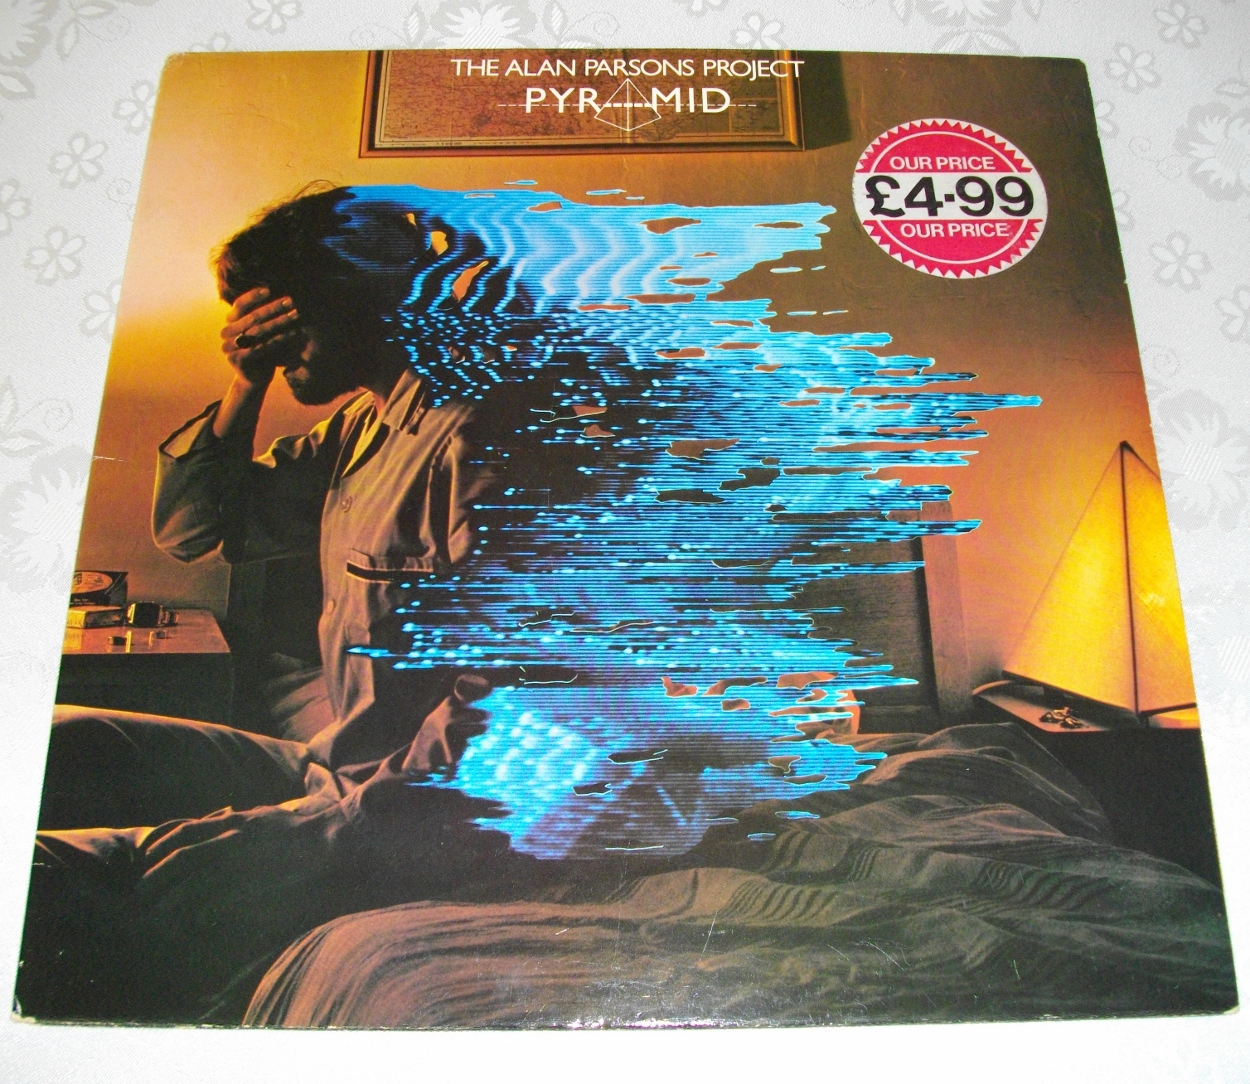 THE ALAN PARSONS PROJECT
PYRAMID
OUR PRICE
£4·99
OUR PRICE